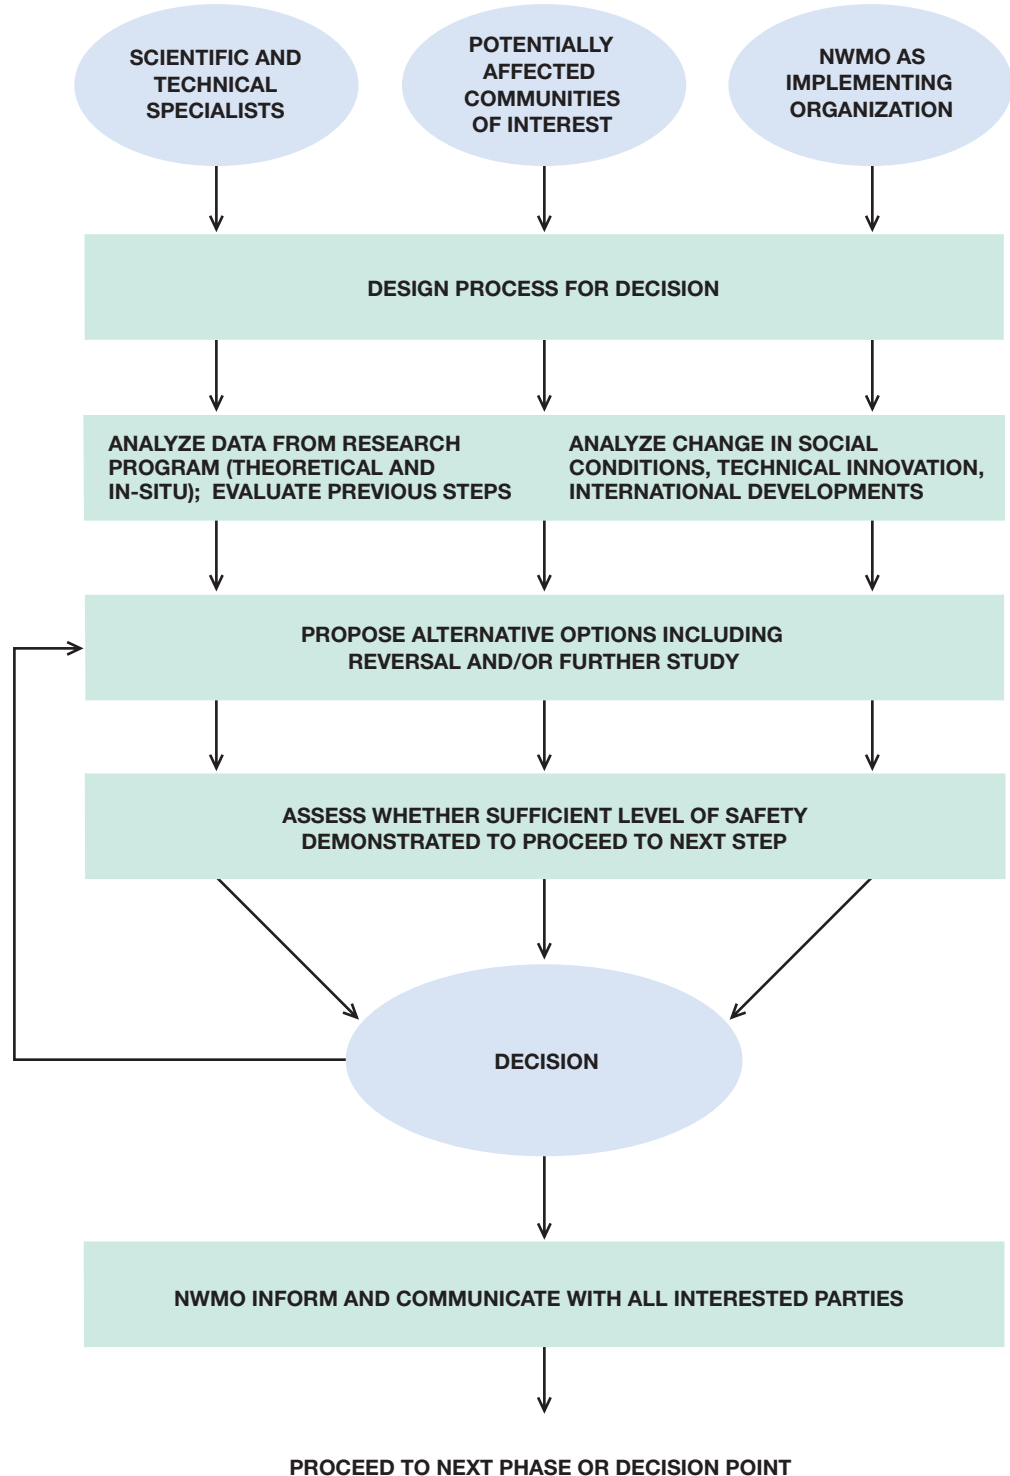 SCIENTIFIC AND
TECHNICAL
SPECIALISTS
POTENTIALLY
AFFECTED
COMMUNITIES
OF INTEREST
NWMO AS
IMPLEMENTING
ORGANIZATION
DESIGN PROCESS FOR DECISION
ANALYZE DATA FROM RESEARCH
PROGRAM (THEORETICAL AND
IN-SITU);  EVALUATE PREVIOUS STEPS
ANALYZE CHANGE IN SOCIAL
CONDITIONS, TECHNICAL INNOVATION,
INTERNATIONAL DEVELOPMENTS
PROPOSE ALTERNATIVE OPTIONS INCLUDING
REVERSAL AND/OR FURTHER STUDY
ASSESS WHETHER SUFFICIENT LEVEL OF SAFETY
DEMONSTRATED TO PROCEED TO NEXT STEP
DECISION
NWMO INFORM AND COMMUNICATE WITH ALL INTERESTED PARTIES
PROCEED TO NEXT PHASE OR DECISION POINT